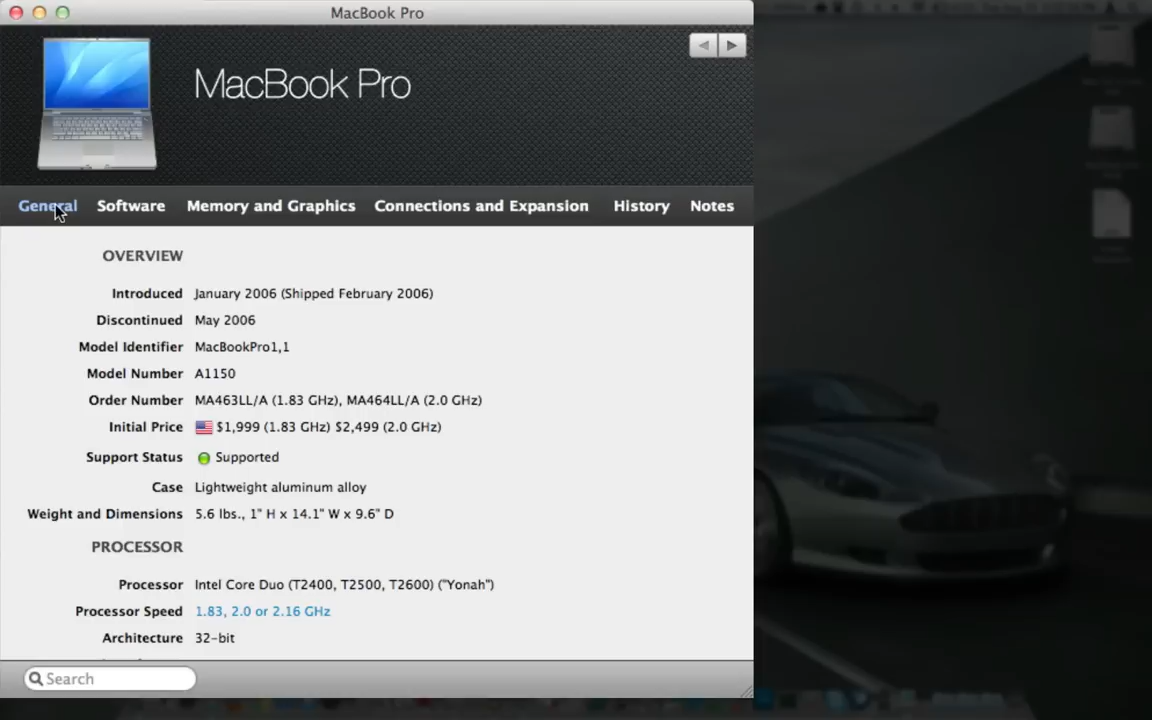 MacBook Pro
MacBook Pro
General Software Memory and Graphics Connections and Expansion History Notes
OVERVIEW
Introduced January 2006 (Shipped February 2006)
Discontinued May 2006
Model Identifier MacBookPro1,1
Model Number A1150
Order Number MA463LL/A (1.83 GHz), MA464LL/A (2.0 GHz)
Initial Price $1,999 (1.83 GHz) $2,499 (2.0 GHz)
Support Status Supported
Case Lightweight aluminum alloy
Weight and Dimensions 5.6 lbs., 1" H x 14.1" W x 9.6" D
PROCESSOR
Processor Intel Core Duo (T2400, T2500, T2600) ("Yonah")
Processor Speed 1.83, 2.0 or 2.16 GHz
Architecture 32-bit
Search